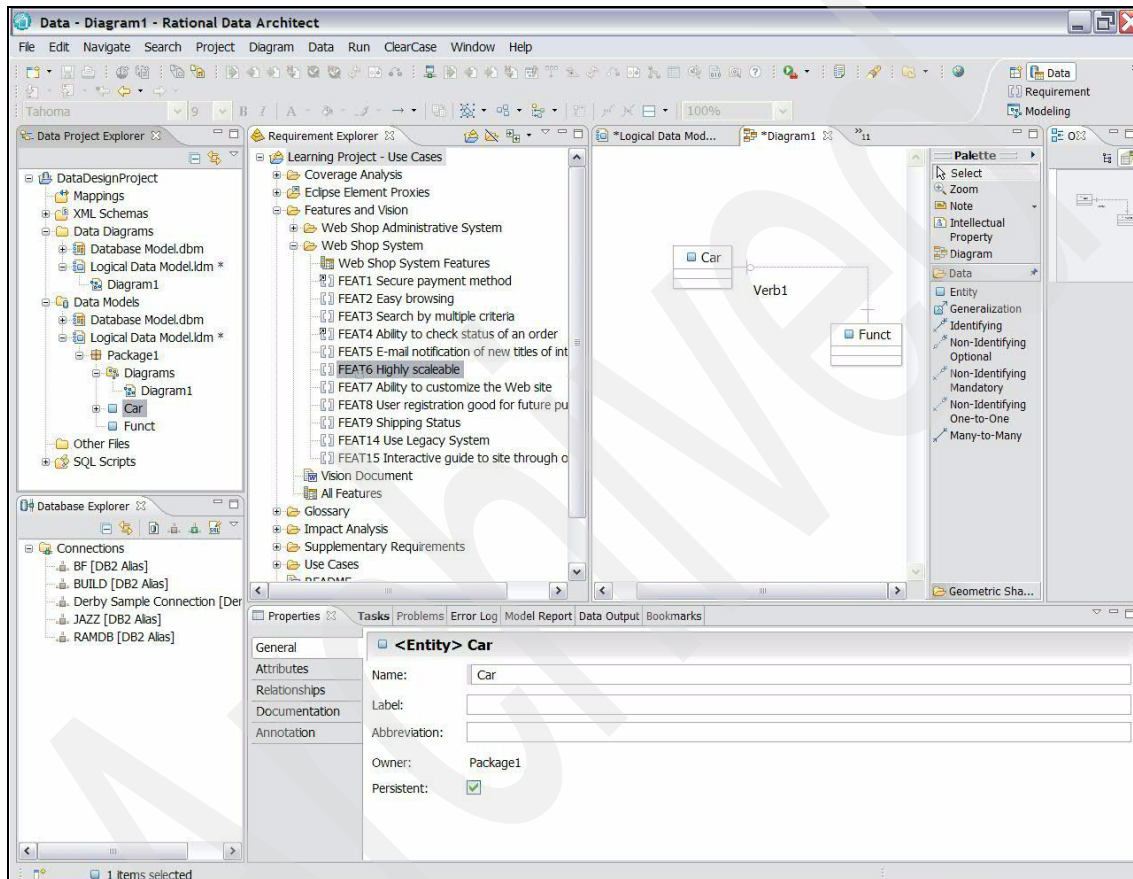 Data - Diagram1 - Rational Data Architect
File Edit Navigate Search Project Diagram Data Run ClearCase Window Help
Data
Requirement
Tahoma 9 B I A 100% Modeling
Data Project Explorer
DataDesignProject
Mappings
XML Schemas
Data Diagrams
Database Model.dbm
Logical Data Model.ldm *
Diagram1
Data Models
Database Model.dbm
Logical Data Model.ldm *
Package1
Diagrams
Diagram1
Car
Funct
Other Files
SQL Scripts
Database Explorer
Connections
BF [DB2 Alias]
BUILD [DB2 Alias]
Derby Sample Connection [Der
JAZZ [DB2 Alias]
RAMDB [DB2 Alias]
Requirement Explorer
Learning Project - Use Cases
Coverage Analysis
Eclipse Element Proxies
Features and Vision
Web Shop Administrative System
Web Shop System
Web Shop System Features
FEAT1 Secure payment method
FEAT2 Easy browsing
FEAT3 Search by multiple criteria
FEAT4 Ability to check status of an order
FEAT5 E-mail notification of new titles of int
FEAT6 Highly scaleable
FEAT7 Ability to customize the Web site
FEAT8 User registration good for future pu
FEAT9 Shipping Status
FEAT14 Use Legacy System
FEAT15 Interactive guide to site through o
Vision Document
All Features
Glossary
Impact Analysis
Supplementary Requirements
Use Cases
README
*Logical Data Mod... *Diagram1 »11
Car
Verb1
Funct
Palette
Select
Zoom
Note
Intellectual
Property
Diagram
Data
Entity
Generalization
Identifying
Non-Identifying
Optional
Non-Identifying
Mandatory
Non-Identifying
One-to-One
Many-to-Many
Geometric Sha...
Properties Tasks Problems Error Log Model Report Data Output Bookmarks
General
Attributes
Relationships
Documentation
Annotation
<Entity> Car
Name: Car
Label:
Abbreviation:
Owner: Package1
Persistent:
1 items selected
Archived